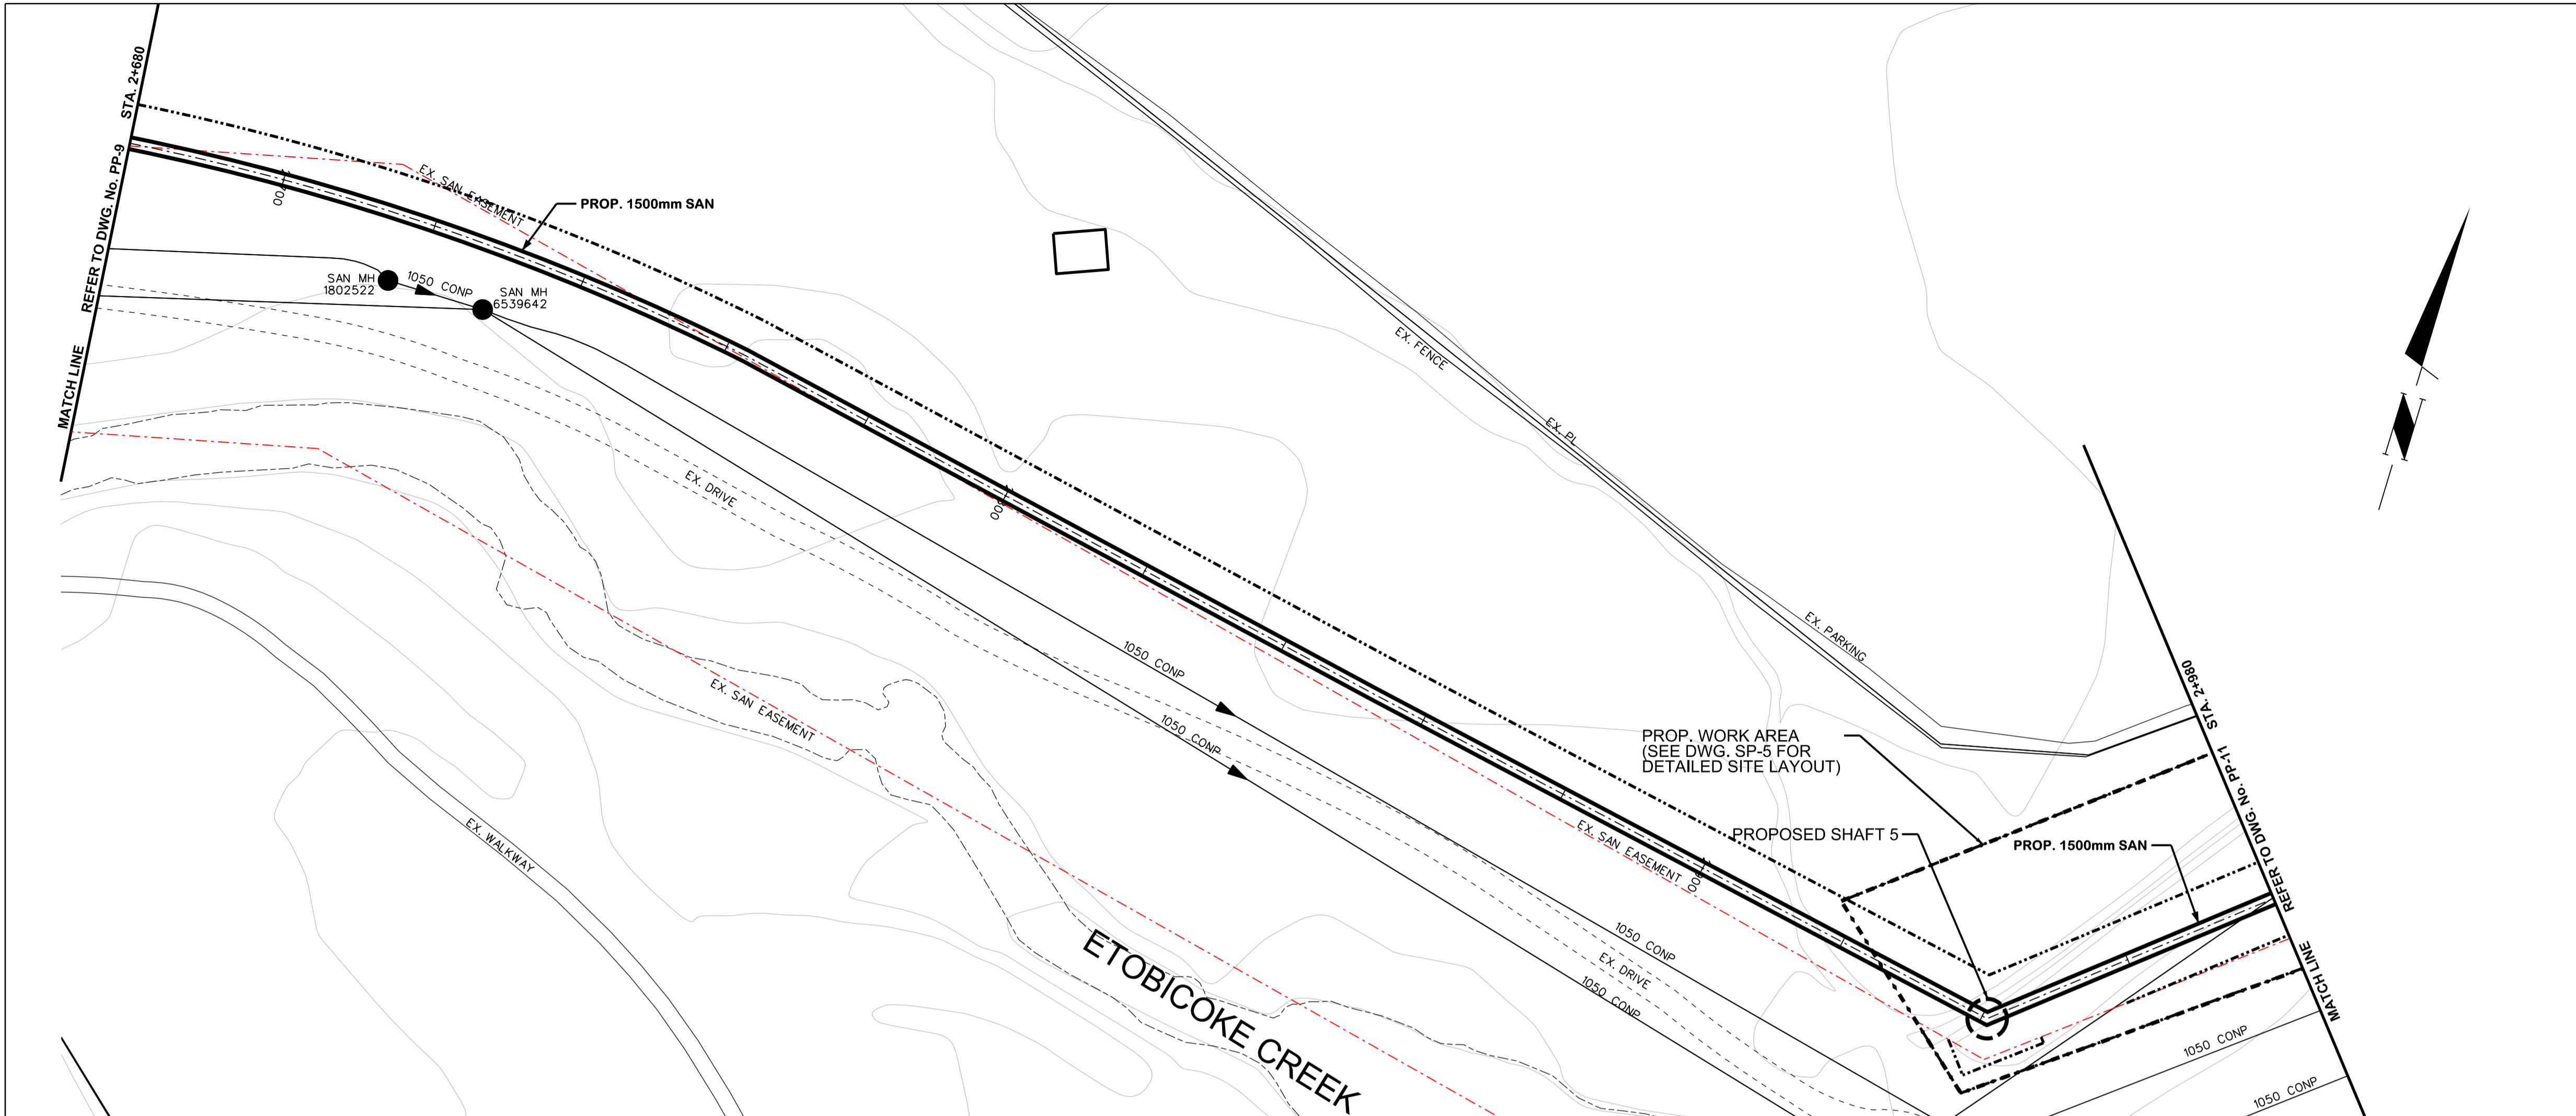 STA. 2+680
REFER TO DWG. No. PP-9
MATCH LINE
700
EX. SAN EASEMENT
PROP. 1500mm SAN
SAN MH
1802522
1050 CONP
SAN MH
6539642
EX. DRIVE
800
EX. FENCE
EX. PL
EX. PARKING
1050 CONP
1050 CONP
EX. SAN EASEMENT
EX. WALKWAY
ETOBICOKE CREEK
PROP. WORK AREA
(SEE DWG. SP-5 FOR
DETAILED SITE LAYOUT)
PROPOSED SHAFT 5
PROP. 1500mm SAN
EX. SAN EASEMENT
900
1050 CONP
EX. DRIVE
1050 CONP
STA. 2+980
REFER TO DWG. No. PP-11
MATCH LINE
1050 CONP
1050 CONP